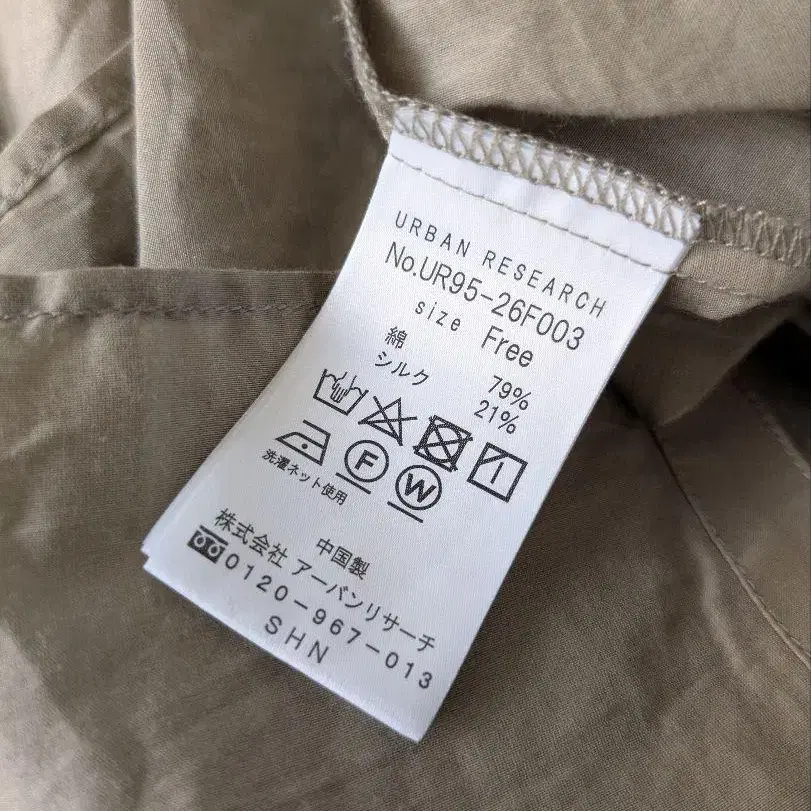 URBAN RESEARCH
No.UR95-26F003
size Free
綿 79%
シルク 21%
F W
洗濯ネット使用
中国製
株式会社 アーバンリサーチ
0120-967-013
SHN